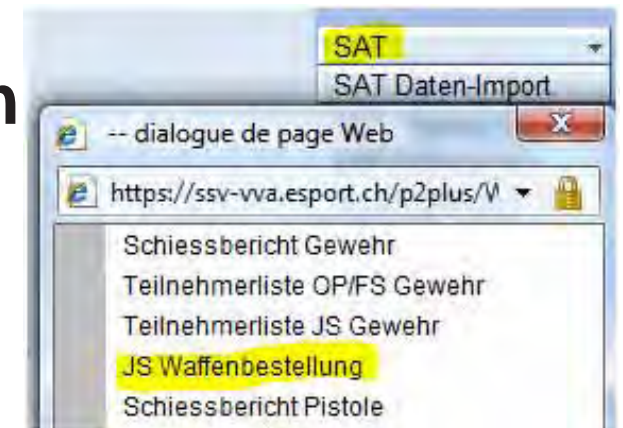 SAT
SAT Daten-Import
n
-- dialogue de page Web
https://ssv-vva.esport.ch/p2plus/V
Schiessbericht Gewehr
Teilnehmerliste OP/FS Gewehr
Teilnehmerliste JS Gewehr
JS Waffenbestellung
Schiessbericht Pistole